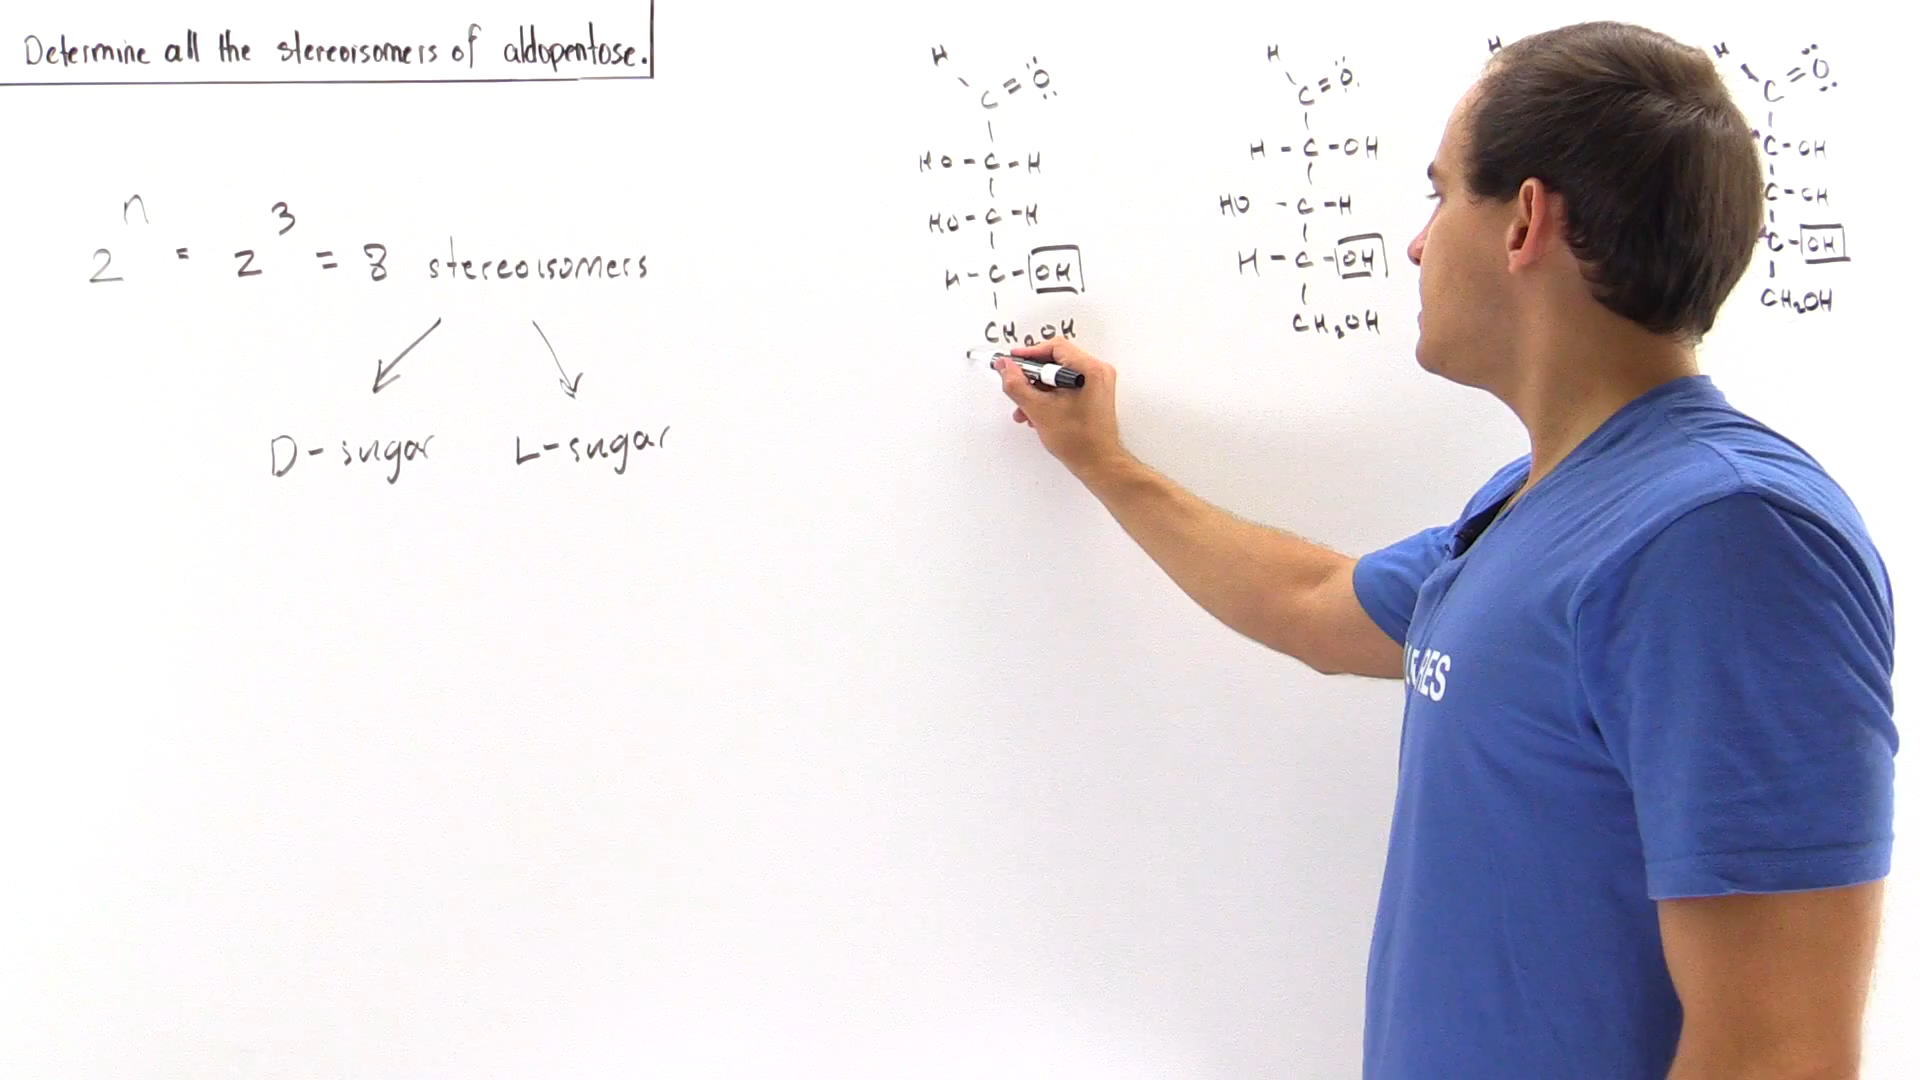 Determine all the stereoisomers of aldopentose.
2^n = 2^3 = 8 stereoisomers
D-sugar L-sugar
H
C=O
HO-C-H
HO-C-H
H-C-OH
CH2OH
H
C=O
H-C-OH
HO-C-H
H-C-OH
CH2OH
H
H
C=O
C-OH
C-OH
C-OH
CH2OH
RES